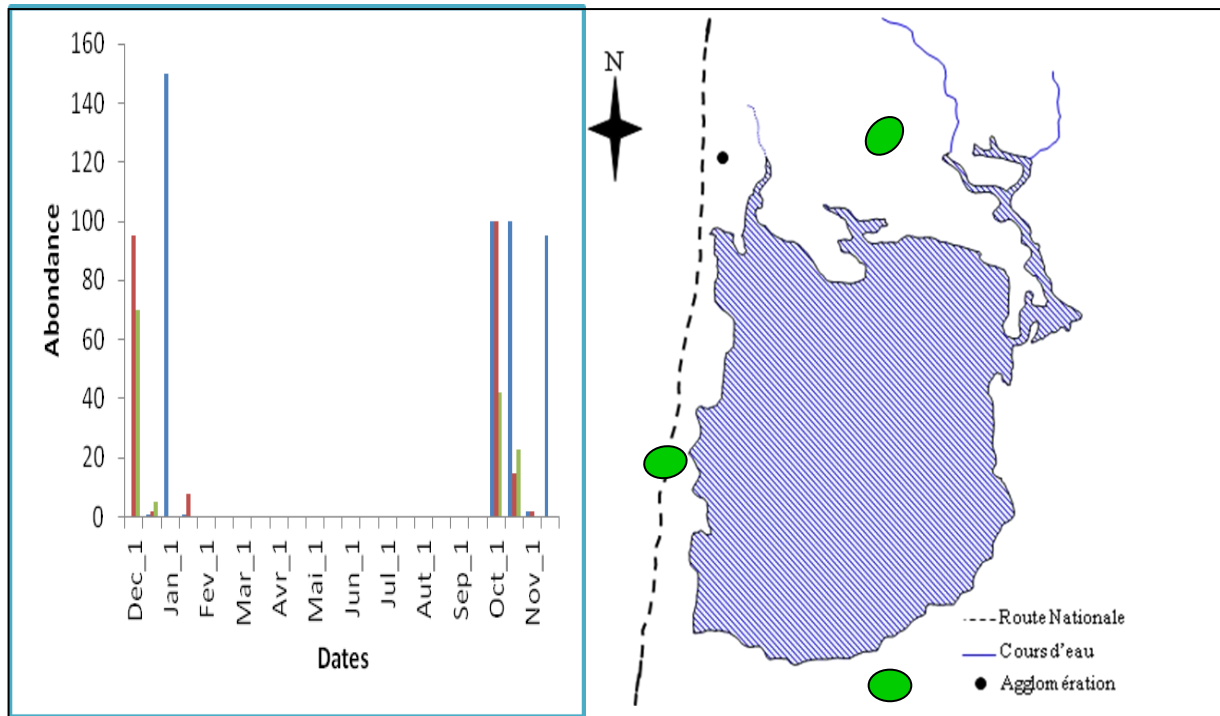 160
140
120
100
80
60
40
20
0
Abondance
Dec_1
Jan_1
Fev_1
Mar_1
Avr_1
Mai_1
Jun_1
Jul_1
Aut_1
Sep_1
Oct_1
Nov_1
Dates
N
Route Nationale
Cours d'eau
Agglomération